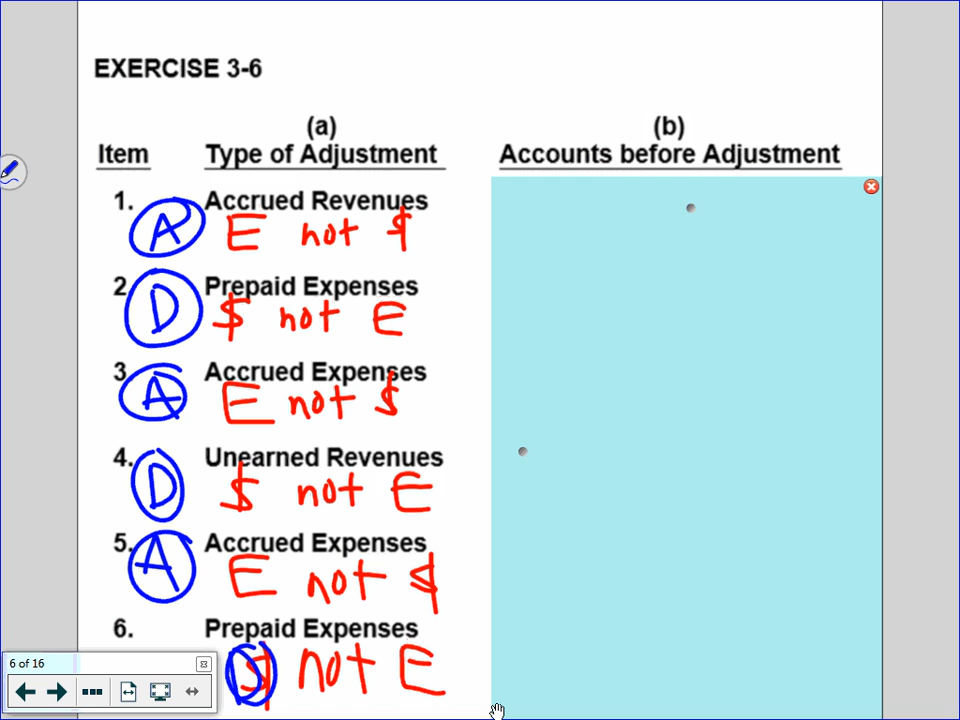 EXERCISE 3-6
(a) (b)
Item Type of Adjustment Accounts before Adjustment
1. Accrued Revenues
A E not $
2 Prepaid Expenses
D $ not E
3 Accrued Expenses
A E not $
4. Unearned Revenues
D $ not E
5. Accrued Expenses
A E not $
6. Prepaid Expenses
D $ not E
6 of 16